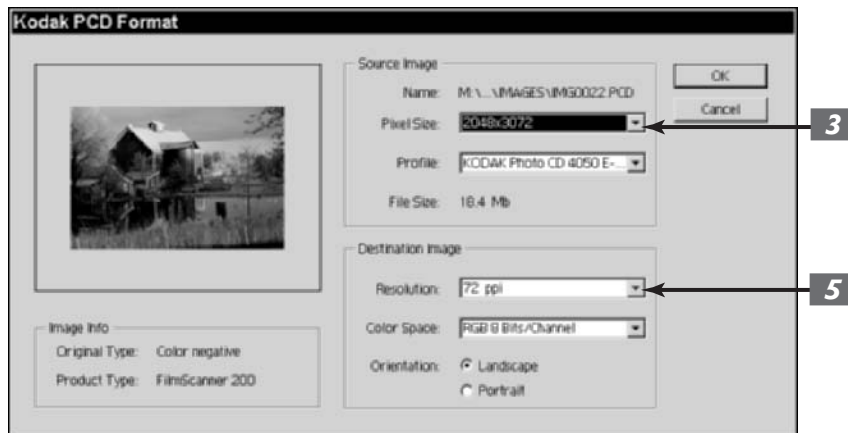 Kodak PCD Format
Source Image
Name: M:\...\IMAGES\IMG0022.PCD
Pixel Size: 2048x3072
Profile: KODAK Photo CD 4050 E-...
File Size: 18.4 Mb
OK
Cancel
3
Destination Image
Resolution: 72 ppi
Color Space: RGB 8 Bits/Channel
Orientation: Landscape
Portrait
5
Image Info
Original Type: Color negative
Product Type: FilmScanner 200